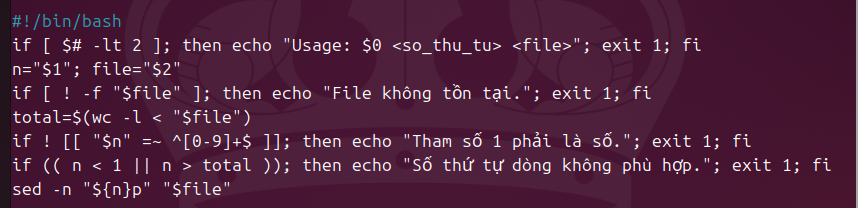 #!/bin/bash
if [ $# -lt 2 ]; then echo "Usage: $0 <so_thu_tu> <file>"; exit 1; fi
n="$1"; file="$2"
if [ ! -f "$file" ]; then echo "File không tồn tại."; exit 1; fi
total=$(wc -l < "$file")
if ! [[ "$n" =~ ^[0-9]+$ ]]; then echo "Tham số 1 phải là số."; exit 1; fi
if (( n < 1 || n > total )); then echo "Số thứ tự dòng không phù hợp."; exit 1; fi
sed -n "${n}p" "$file"